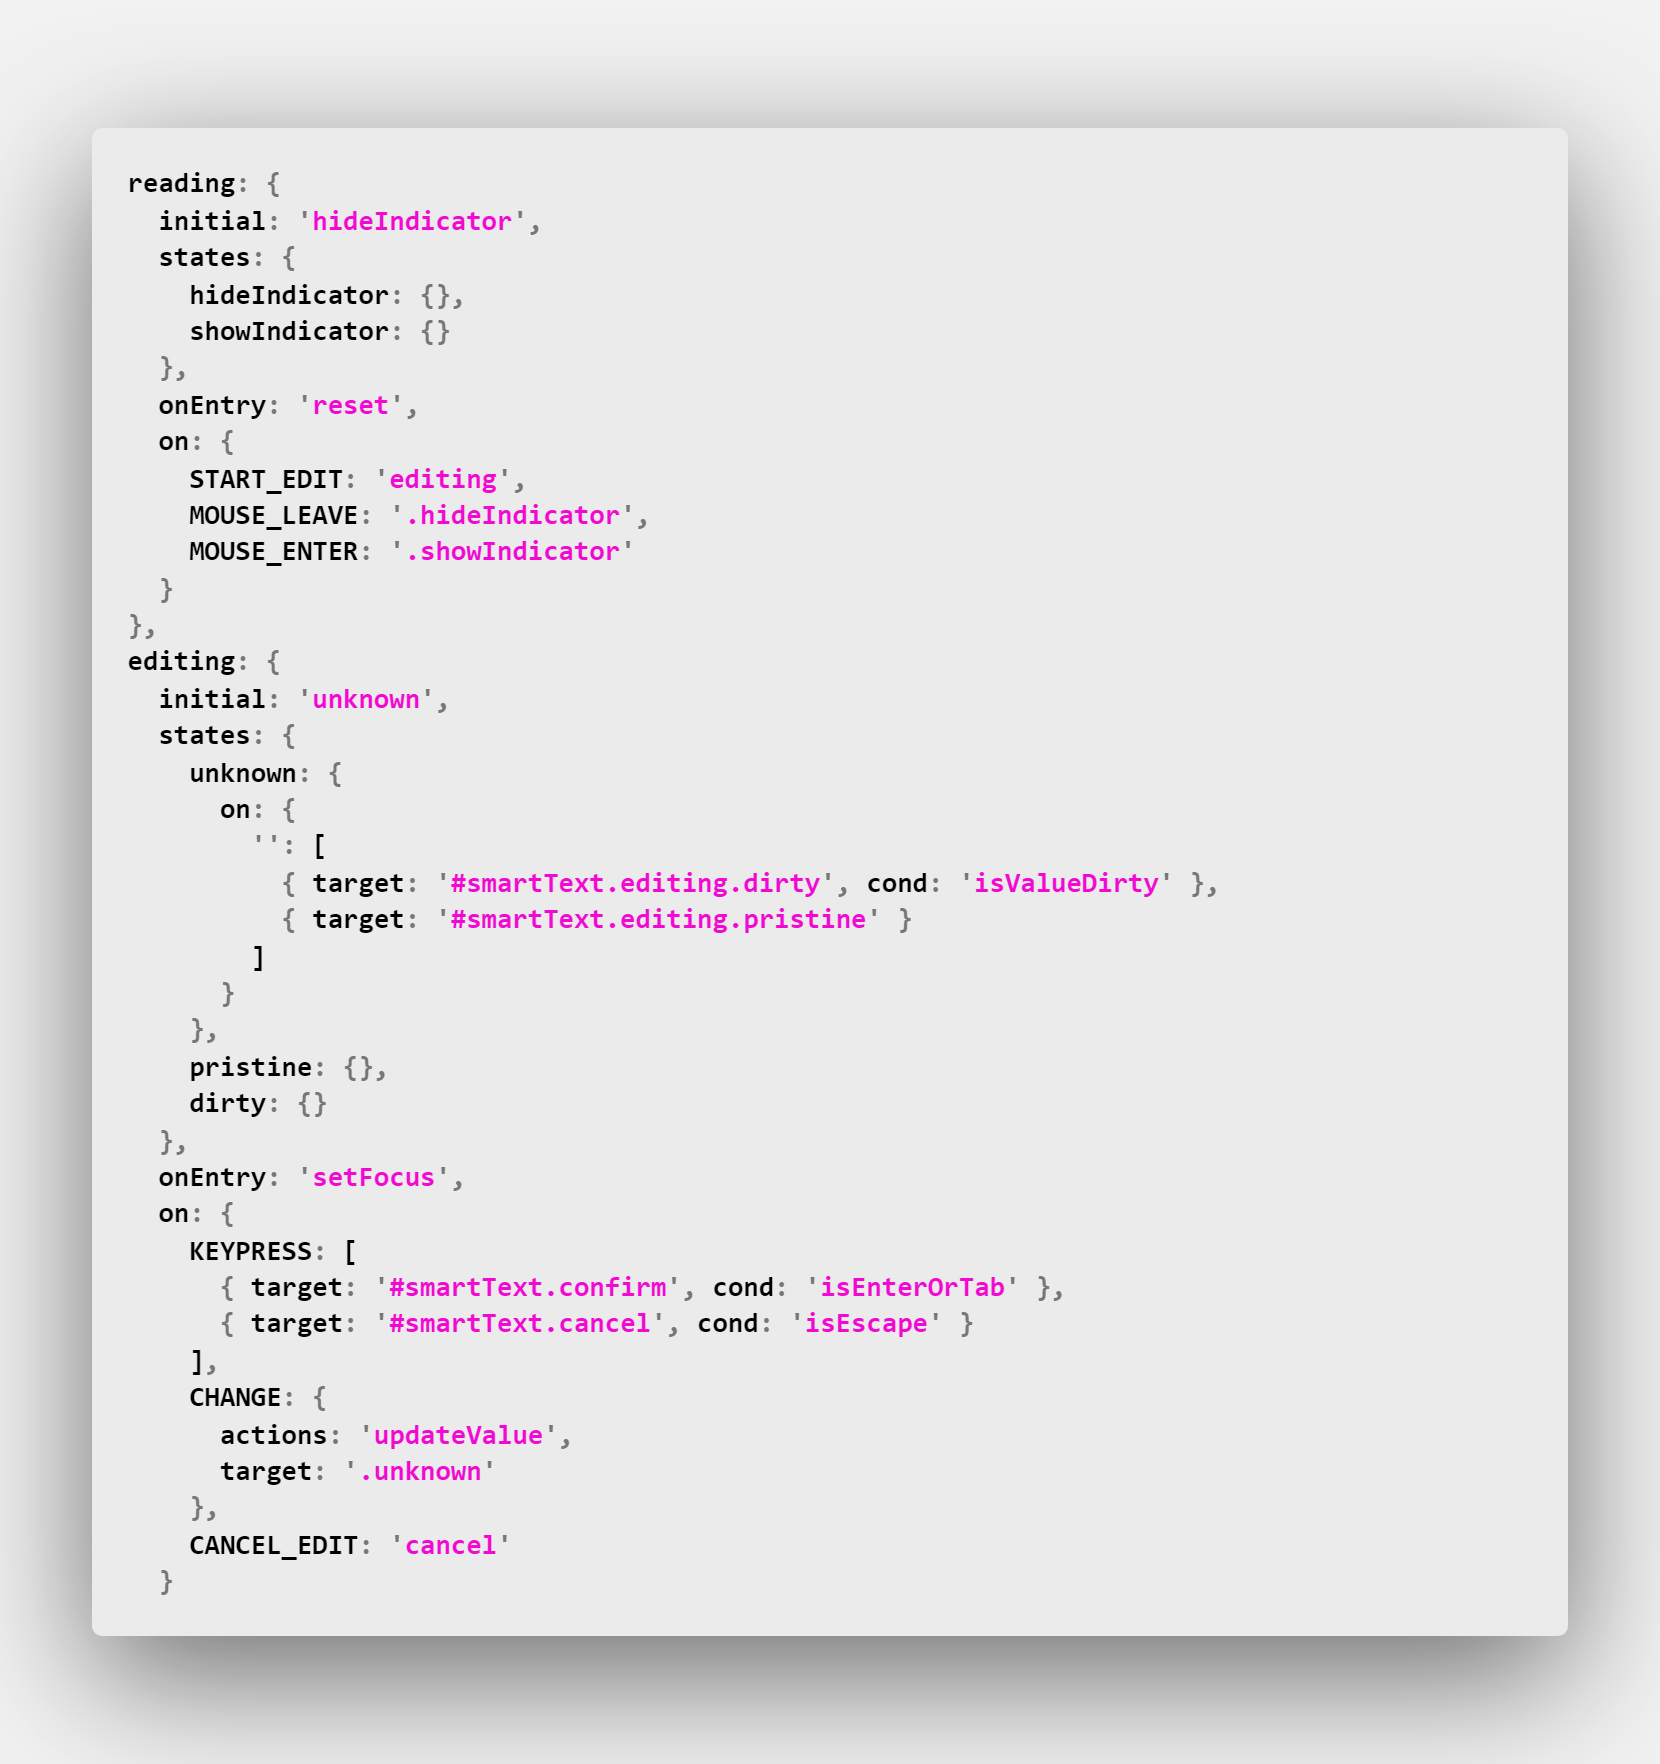 reading: {
  initial: 'hideIndicator',
  states: {
    hideIndicator: {},
    showIndicator: {}
  },
  onEntry: 'reset',
  on: {
    START_EDIT: 'editing',
    MOUSE_LEAVE: '.hideIndicator',
    MOUSE_ENTER: '.showIndicator'
  }
},
editing: {
  initial: 'unknown',
  states: {
    unknown: {
      on: {
        '': [
          { target: '#smartText.editing.dirty', cond: 'isValueDirty' },
          { target: '#smartText.editing.pristine' }
        ]
      }
    },
    pristine: {},
    dirty: {}
  },
  onEntry: 'setFocus',
  on: {
    KEYPRESS: [
      { target: '#smartText.confirm', cond: 'isEnterOrTab' },
      { target: '#smartText.cancel', cond: 'isEscape' }
    ],
    CHANGE: {
      actions: 'updateValue',
      target: '.unknown'
    },
    CANCEL_EDIT: 'cancel'
  }